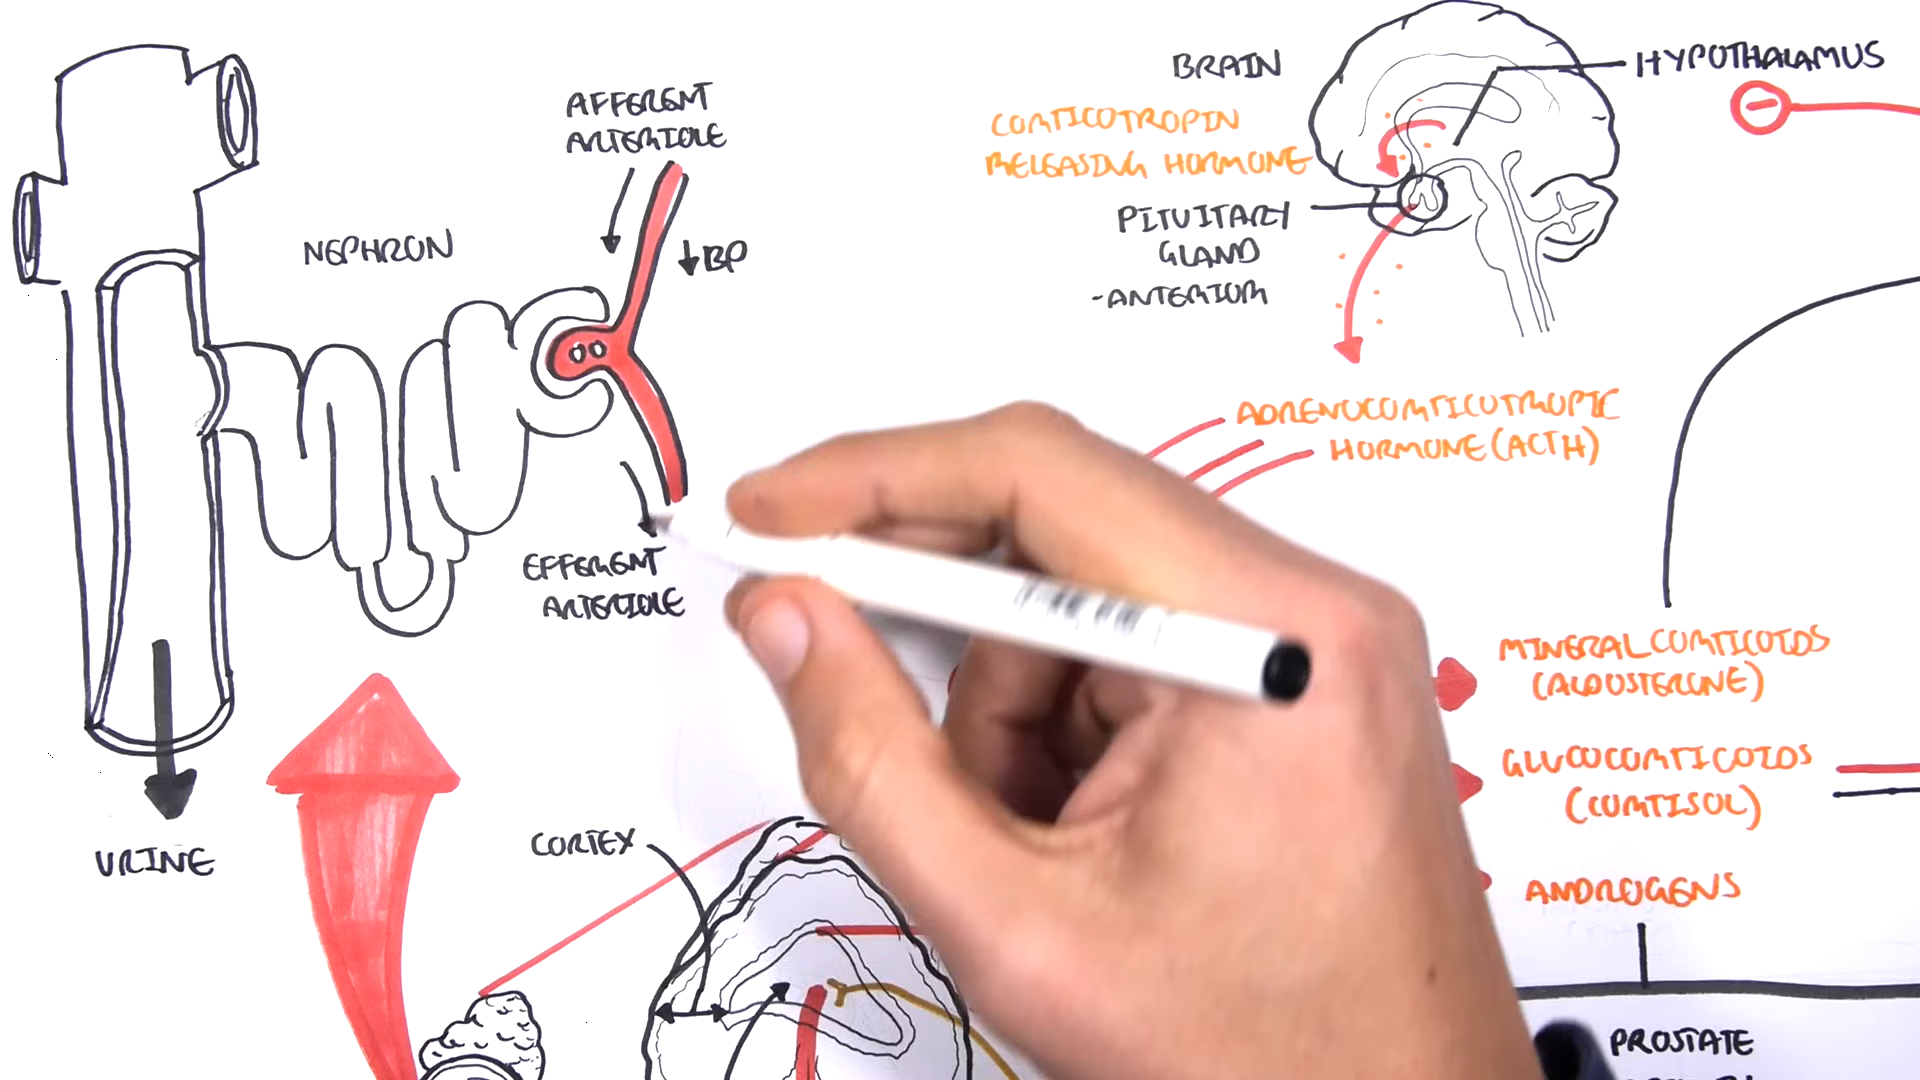 BRAIN
HYPOTHALAMUS
AFFERENT
ARTERIOLE
CORTICOTROPIN
RELEASING HORMONE
PITUITARY
GLAND
-ANTERIOR
NEPHRON
↓BP
ADRENOCORTICOTROPIC
HORMONE (ACTH)
EFFERENT
ARTERIOLE
MINERALCORTICOIDS
(ALDOSTERONE)
GLUCOCORTICOIDS
(CORTISOL)
ANDROGENS
URINE
CORTEX
PROSTATE